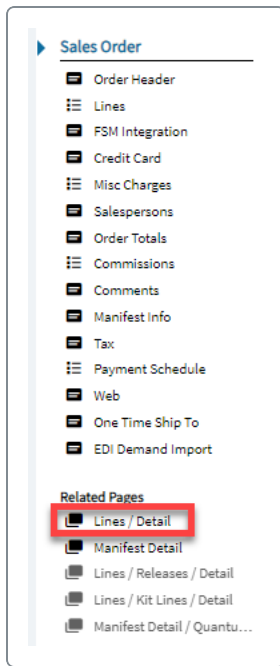 Sales Order
Order Header
Lines
FSM Integration
Credit Card
Misc Charges
Salespersons
Order Totals
Commissions
Comments
Manifest Info
Tax
Payment Schedule
Web
One Time Ship To
EDI Demand Import
Related Pages
Lines / Detail
Manifest Detail
Lines / Releases / Detail
Lines / Kit Lines / Detail
Manifest Detail / Quantu...